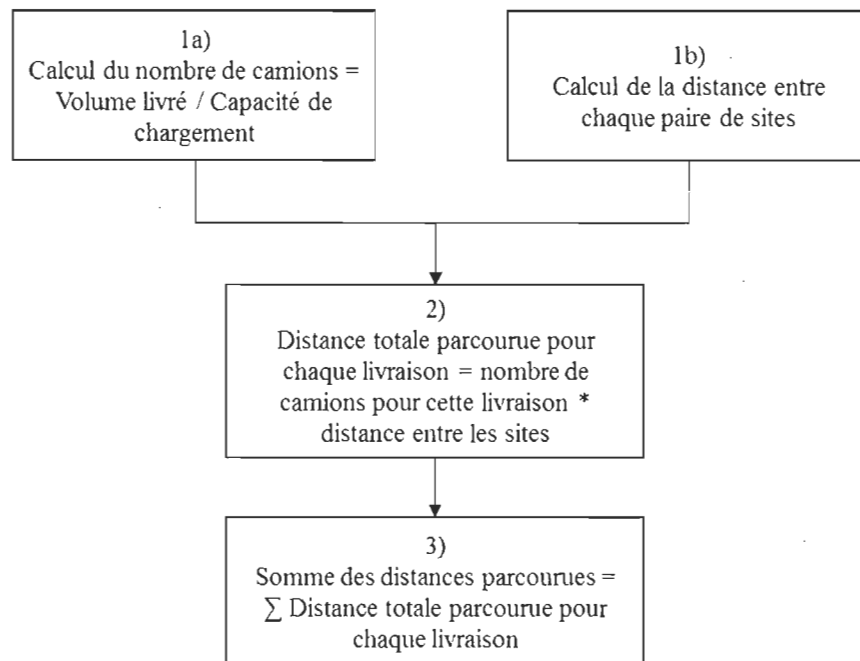 1a)
Calcul du nombre de camions =
Volume livré / Capacité de
chargement
1b)
Calcul de la distance entre
chaque paire de sites
2)
Distance totale parcourue pour
chaque livraison = nombre de
camions pour cette livraison *
distance entre les sites
3)
Somme des distances parcourues =
∑ Distance totale parcourue pour
chaque livraison